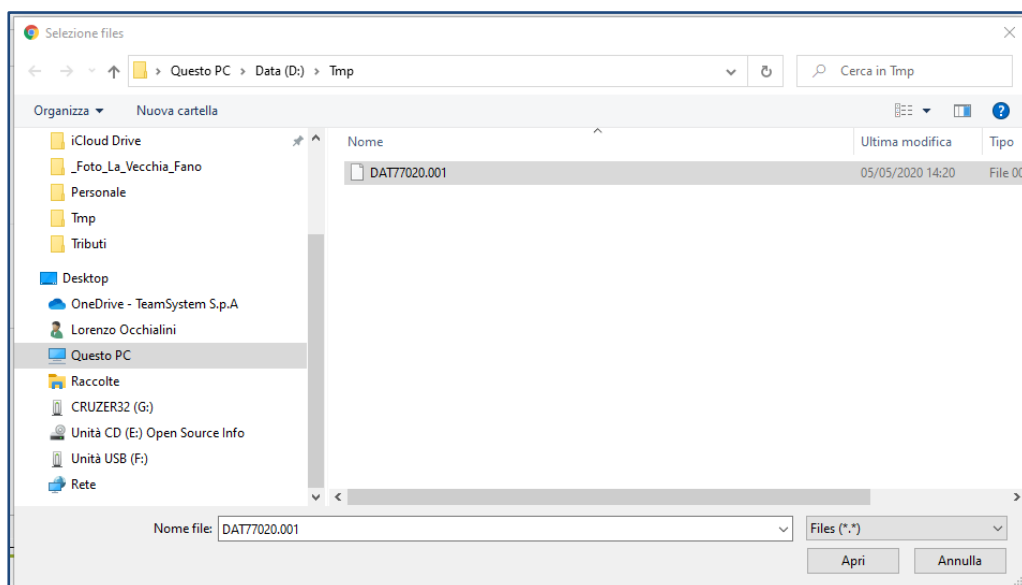 Selezione files
Questo PC > Data (D:) > Tmp
Cerca in Tmp
Organizza
Nuova cartella
iCloud Drive
_Foto_La_Vecchia_Fano
Personale
Tmp
Tributi
Desktop
OneDrive - TeamSystem S.p.A
Lorenzo Occhialini
Questo PC
Raccolte
CRUZER32 (G:)
Unità CD (E:) Open Source Info
Unità USB (F:)
Rete
Nome
Ultima modifica
Tipo
DAT77020.001
05/05/2020 14:20
File 00
Nome file:
DAT77020.001
Files (*.*)
Apri
Annulla